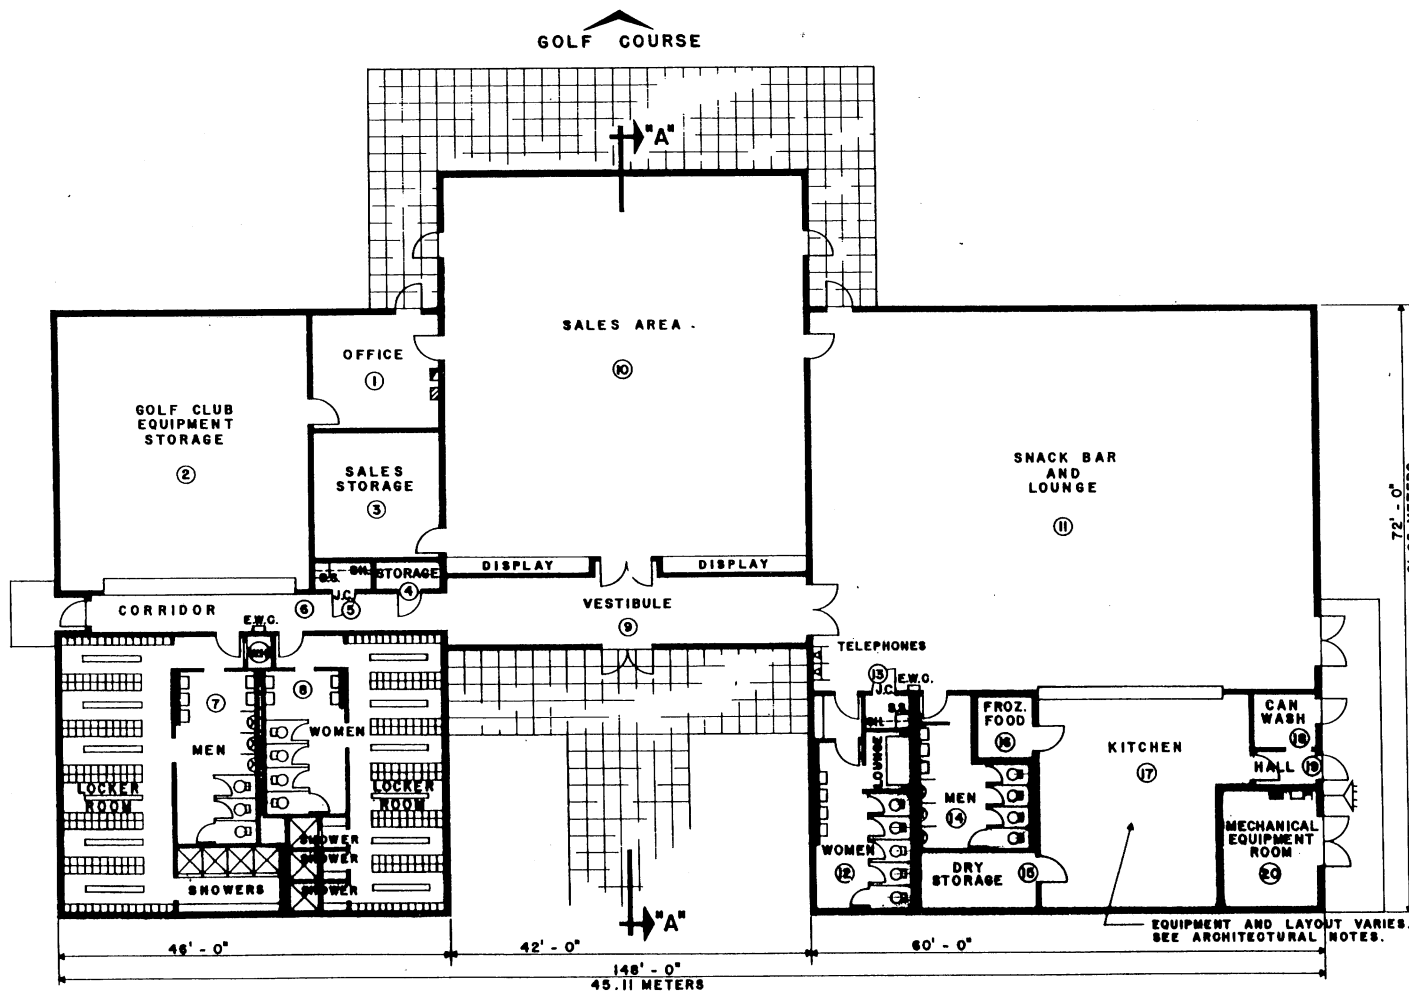 GOLF COURSE
"A"
SALES AREA
10
OFFICE
1
GOLF CLUB
EQUIPMENT
STORAGE
2
SALES
STORAGE
3
SNACK BAR
AND
LOUNGE
11
72' - 0"
S.S.
SH.
STORAGE
4
DISPLAY
DISPLAY
J.C.
5
CORRIDOR
6
E.W.C.
VESTIBULE
9
TELEPHONES
13
J.C.
E.W.C.
S.S.
SH.
7
8
MEN
WOMEN
LOCKER
ROOM
LOCKER
ROOM
SHOWER
SHOWER
SHOWER
SHOWERS
LOUNGE
WOMEN
12
MEN
14
FROZ.
FOOD
16
DRY
STORAGE
15
KITCHEN
17
CAN
WASH
18
HALL
19
MECHANICAL
EQUIPMENT
ROOM
20
"A"
EQUIPMENT AND LAYOUT VARIES.
SEE ARCHITECTURAL NOTES.
46' - 0"
42' - 0"
60' - 0"
148' - 0"
45.11 METERS